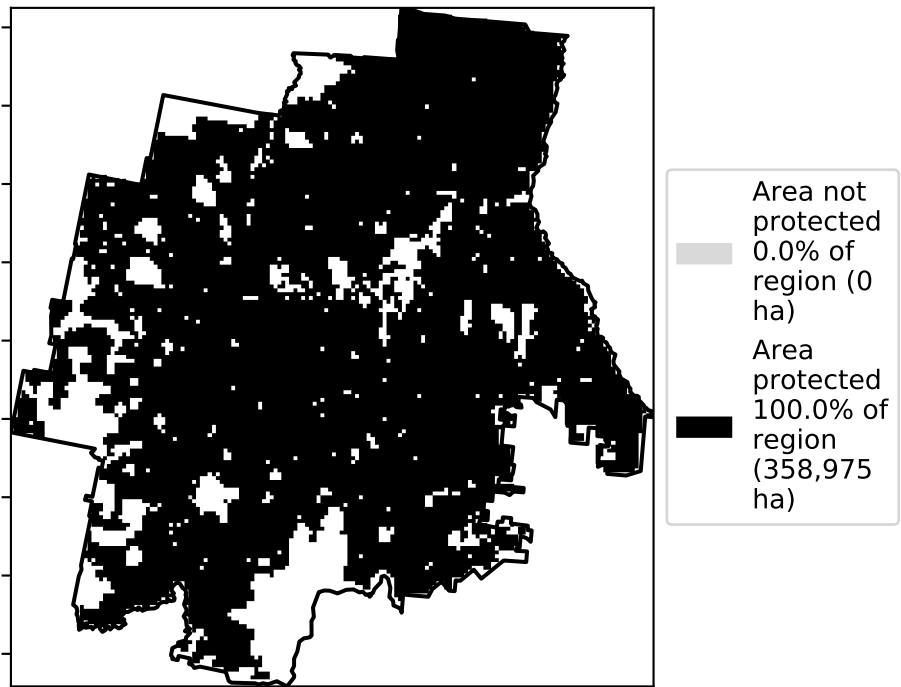 Area not
protected
0.0% of
region (0
ha)
Area
protected
100.0% of
region
(358,975
ha)